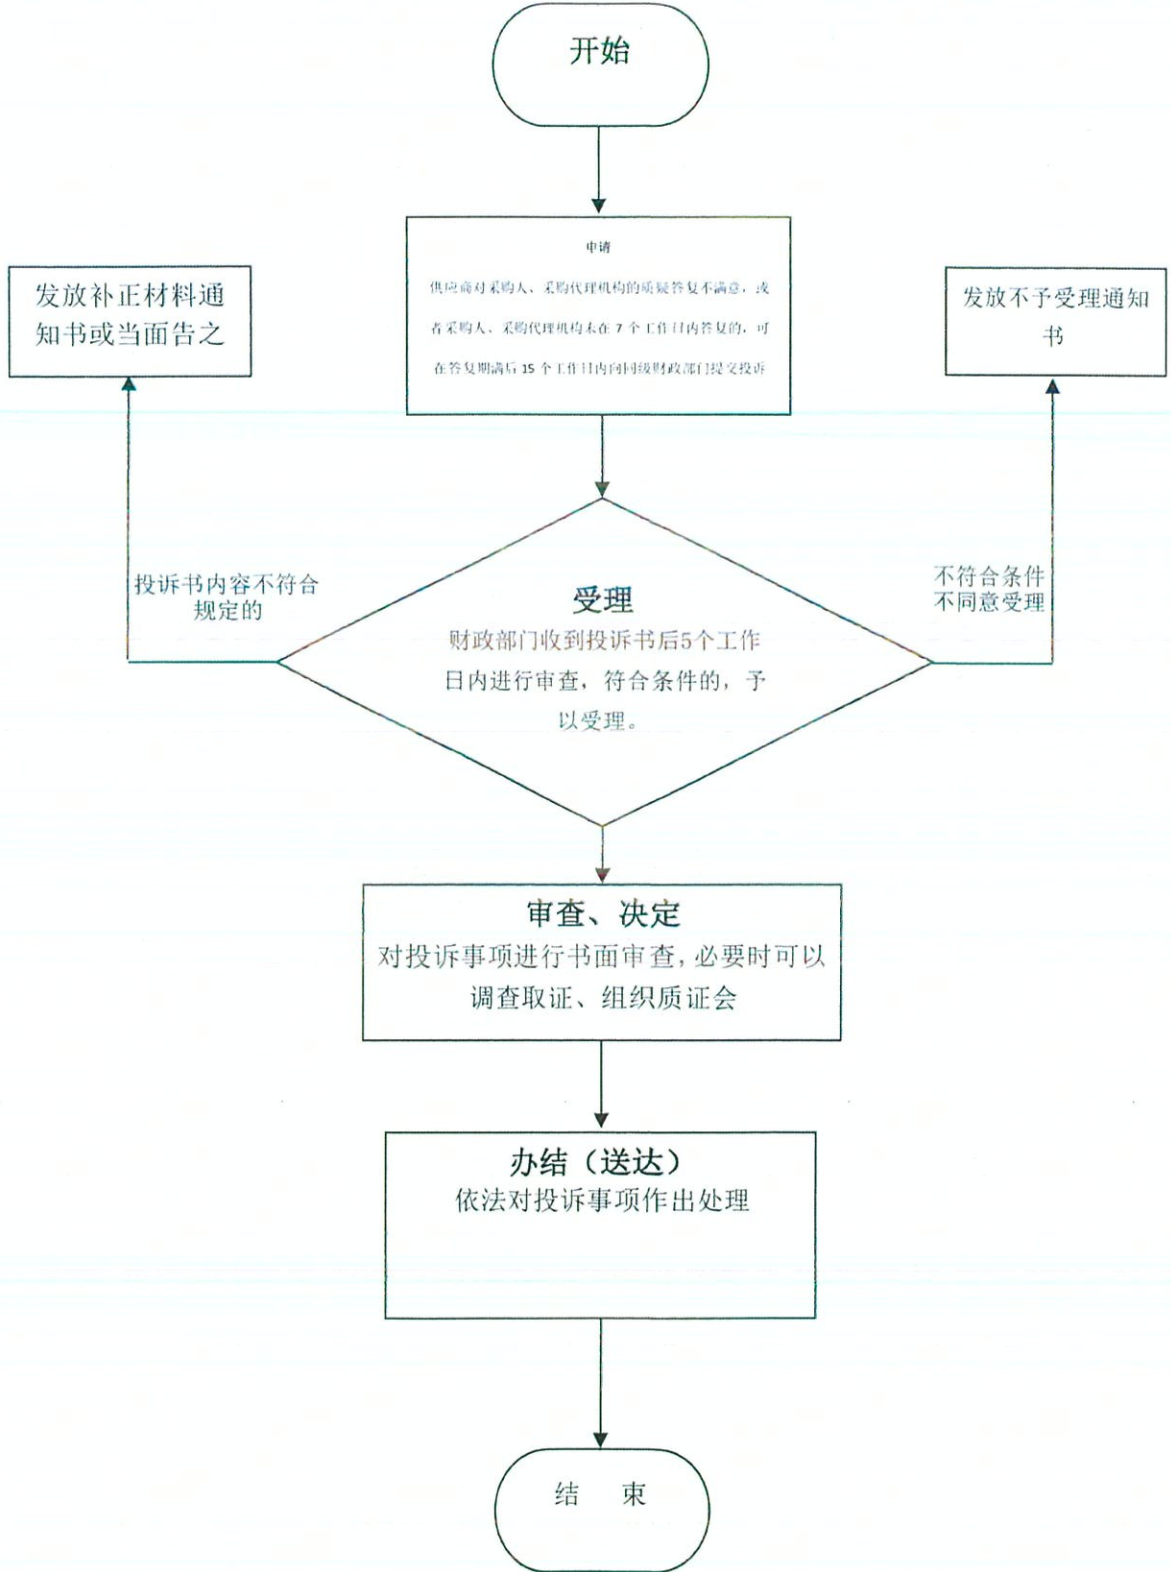 开始
申请
供应商对采购人、采购代理机构的质疑答复不满意，或
者采购人、采购代理机构未在 7 个工作日内答复的，可
在答复期满后 15 个工作日内向同级财政部门提交投诉
发放补正材料通
知书或当面告之
发放不予受理通知
书
投诉书内容不符合
规定的
不符合条件
不同意受理
受理
财政部门收到投诉书后5个工作
日内进行审查，符合条件的，予
以受理。
审查、决定
对投诉事项进行书面审查，必要时可以
调查取证、组织质证会
办结（送达）
依法对投诉事项作出处理
结 束